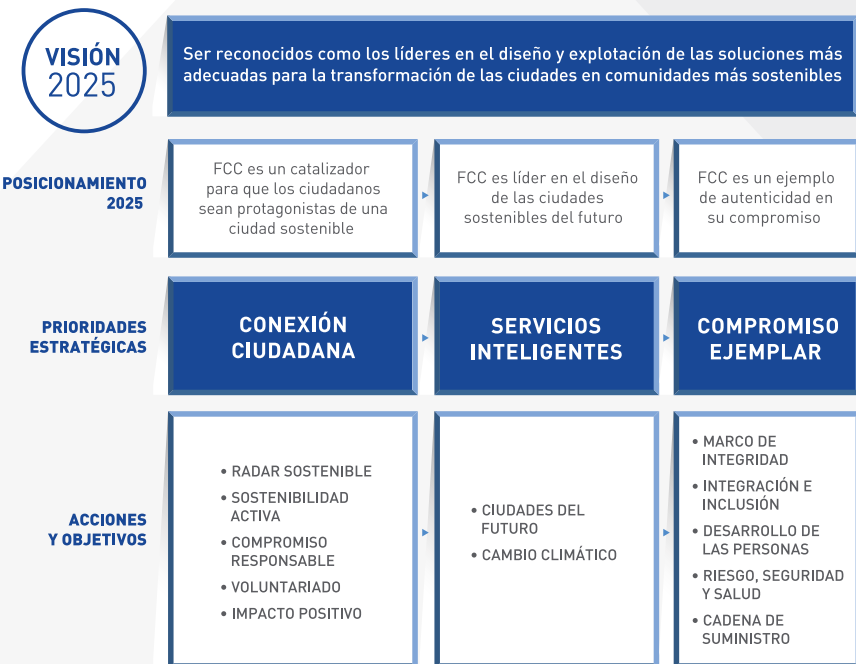 VISIÓN
2025
Ser reconocidos como los líderes en el diseño y explotación de las soluciones más
adecuadas para la transformación de las ciudades en comunidades más sostenibles
POSICIONAMIENTO
2025
FCC es un catalizador
para que los ciudadanos
sean protagonistas de una
ciudad sostenible
FCC es líder en el diseño
de las ciudades
sostenibles del futuro
FCC es un ejemplo
de autenticidad en
su compromiso
PRIORIDADES
ESTRATÉGICAS
CONEXIÓN
CIUDADANA
SERVICIOS
INTELIGENTES
COMPROMISO
EJEMPLAR
ACCIONES
Y OBJETIVOS
• RADAR SOSTENIBLE
• SOSTENIBILIDAD
ACTIVA
• COMPROMISO
RESPONSABLE
• VOLUNTARIADO
• IMPACTO POSITIVO
• CIUDADES DEL
FUTURO
• CAMBIO CLIMÁTICO
• MARCO DE
INTEGRIDAD
• INTEGRACIÓN E
INCLUSIÓN
• DESARROLLO DE
LAS PERSONAS
• RIESGO, SEGURIDAD
Y SALUD
• CADENA DE
SUMINISTRO